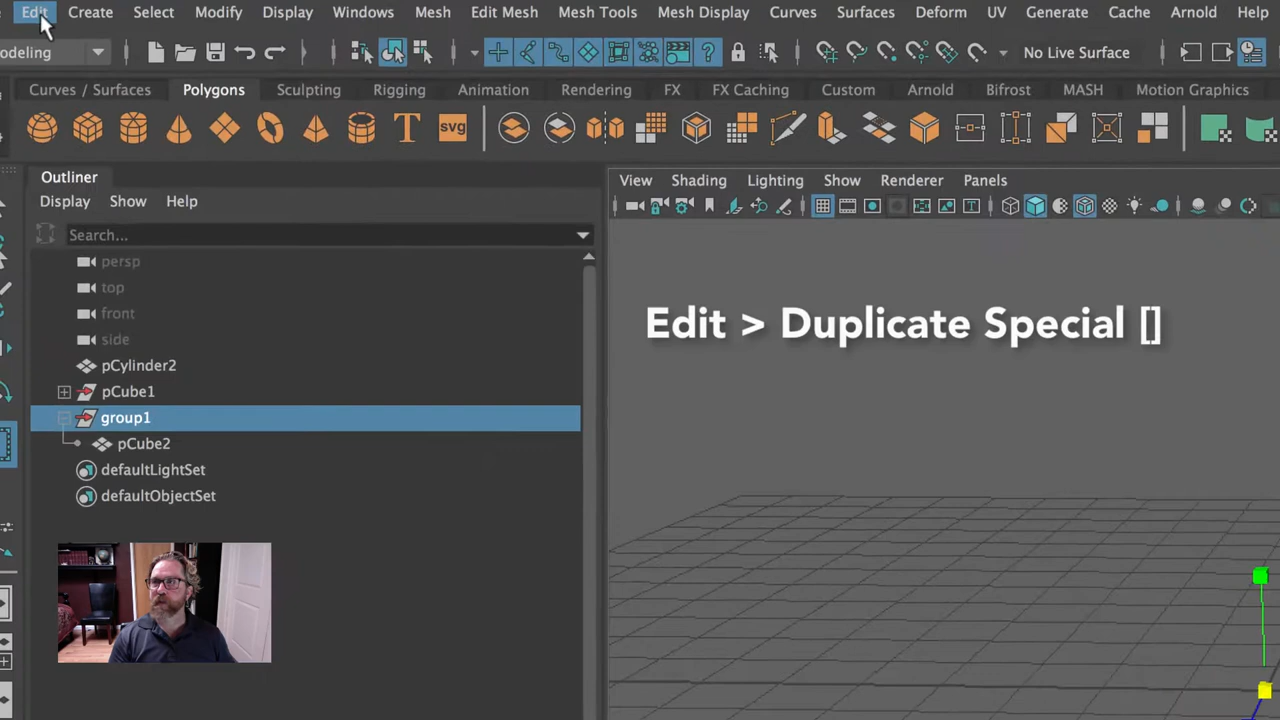 Edit Create Select Modify Display Windows Mesh Edit Mesh Mesh Tools Mesh Display Curves Surfaces Deform UV Generate Cache Arnold Help
odeling No Live Surface
Curves / Surfaces Polygons Sculpting Rigging Animation Rendering FX FX Caching Custom Arnold Bifrost MASH Motion Graphics
T svg
Outliner
Display Show Help
Search...
persp
top
front
side
pCylinder2
pCube1
group1
pCube2
defaultLightSet
defaultObjectSet
View Shading Lighting Show Renderer Panels
Edit > Duplicate Special []